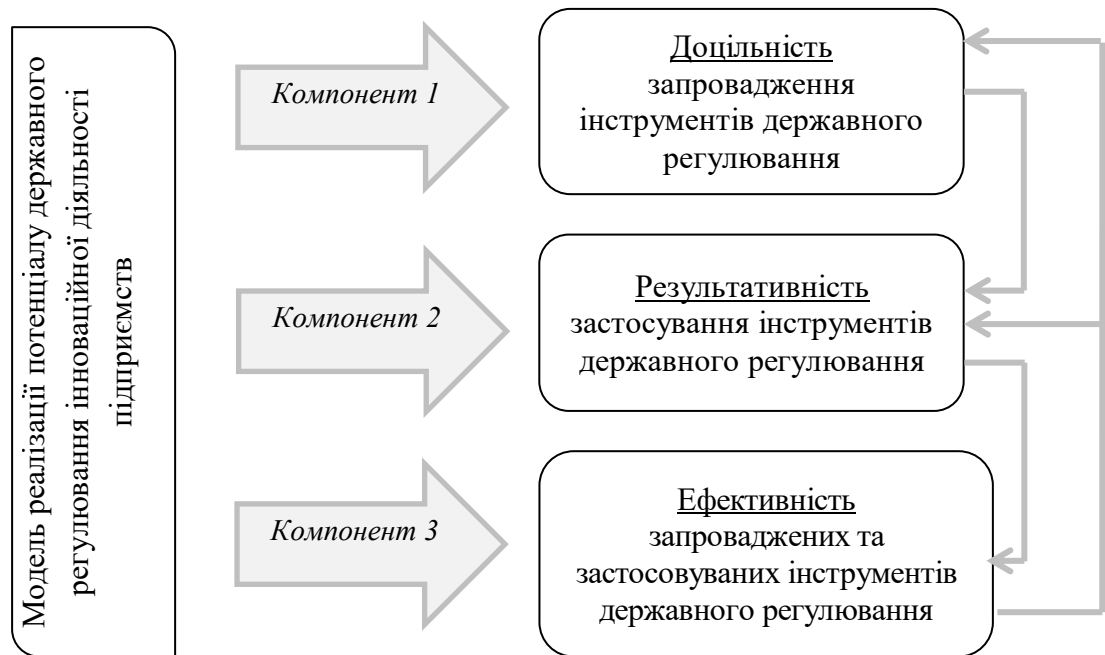 Модель реалізації потенціалу державного
регулювання інноваційної діяльності
підприємств
Компонент 1
Доцільність
запровадження
інструментів державного
регулювання
Компонент 2
Результативність
застосування інструментів
державного регулювання
Компонент 3
Ефективність
запроваджених та
застосовуваних інструментів
державного регулювання